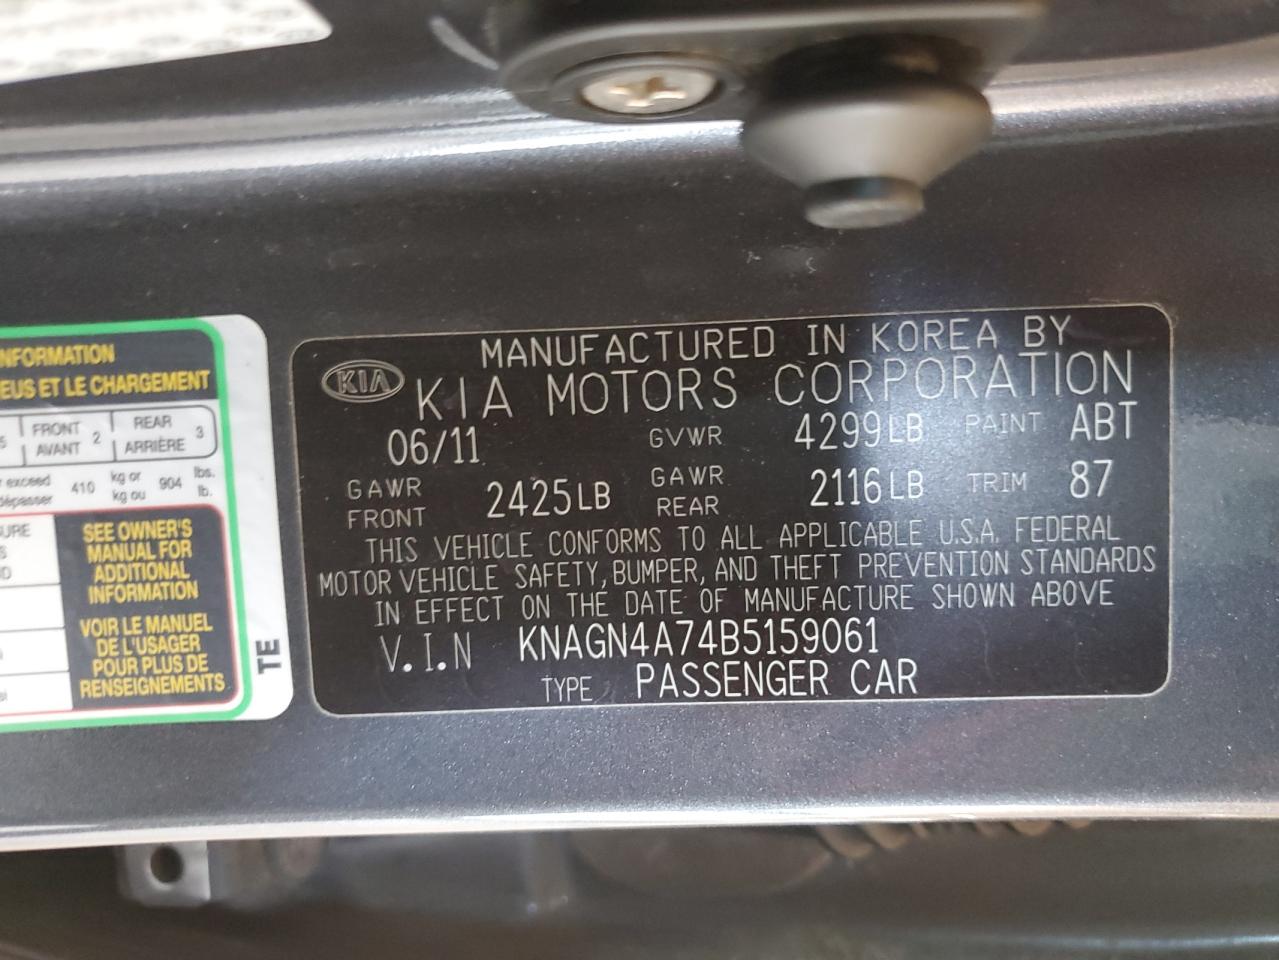 NFORMATION
EUS ET LE CHARGEMENT
5 FRONT AVANT 2 REAR ARRIÈRE 3
exceed
dépasser 410 kg or kg ou 904 lbs. lb.
SEE OWNER'S
MANUAL FOR
ADDITIONAL
INFORMATION
VOIR LE MANUEL
DE L'USAGER
POUR PLUS DE
RENSEIGNEMENTS
TE
MANUFACTURED IN KOREA BY
KIA KIA MOTORS CORPORATION
06/11 GVWR 4299LB PAINT ABT
GAWR FRONT 2425LB GAWR REAR 2116LB TRIM 87
THIS VEHICLE CONFORMS TO ALL APPLICABLE U.S.A. FEDERAL
MOTOR VEHICLE SAFETY, BUMPER, AND THEFT PREVENTION STANDARDS
IN EFFECT ON THE DATE OF MANUFACTURE SHOWN ABOVE
V.I.N KNAGN4A74B5159061
TYPE PASSENGER CAR